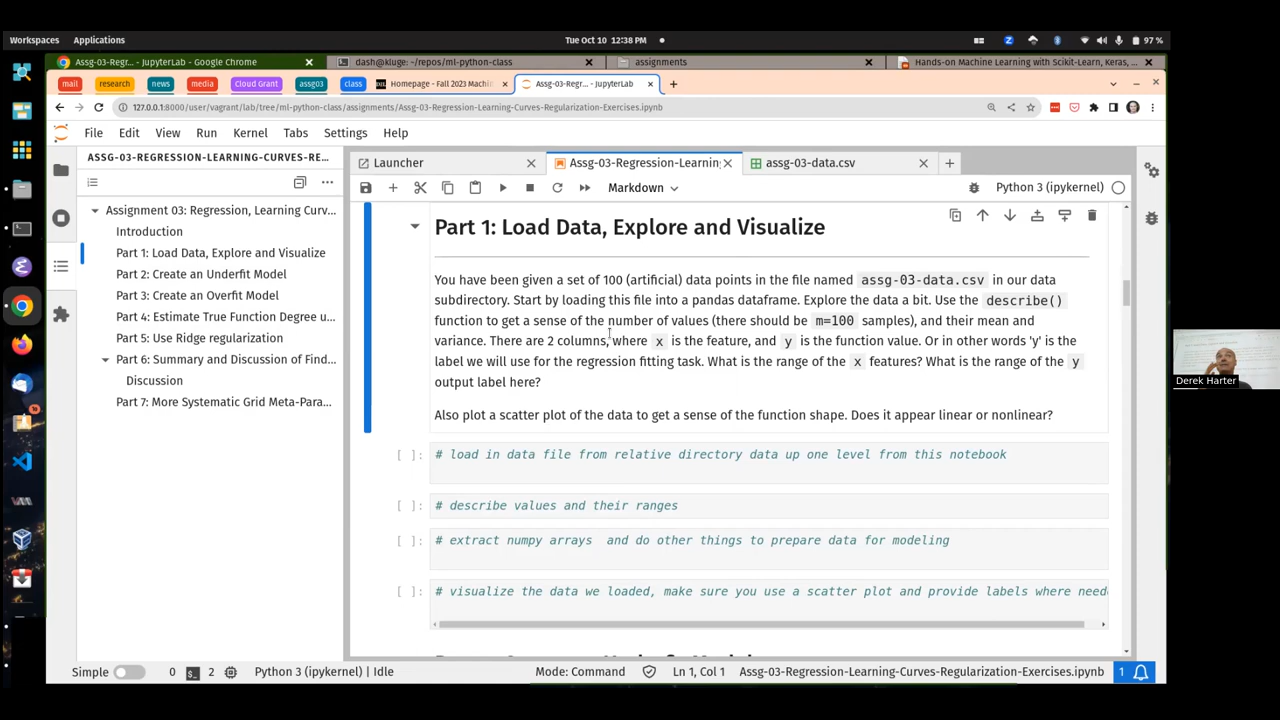 Workspaces Applications Tue Oct 10 12:38 PM 97 %
Assg-03-Regr... - JupyterLab - Google Chrome dash@kluge: ~/repos/ml-python-class assignments Hands-on Machine Learning with Scikit-Learn, Keras, ...
mail research news media Cloud Grant assg03 class Homepage - Fall 2023 Machi Assg-03-Regr... - JupyterLab
127.0.0.1:8000/user/vagrant/lab/tree/ml-python-class/assignments/Assg-03-Regression-Learning-Curves-Regularization-Exercises.ipynb
File Edit View Run Kernel Tabs Settings Help
ASSG-03-REGRESSION-LEARNING-CURVES-RE...
Launcher Assg-03-Regression-Learnin assg-03-data.csv
Markdown Python 3 (ipykernel)
Assignment 03: Regression, Learning Curv...
Introduction
Part 1: Load Data, Explore and Visualize
Part 2: Create an Underfit Model
Part 3: Create an Overfit Model
Part 4: Estimate True Function Degree u...
Part 5: Use Ridge regularization
Part 6: Summary and Discussion of Find...
Discussion
Part 7: More Systematic Grid Meta-Para...
Part 1: Load Data, Explore and Visualize
You have been given a set of 100 (artificial) data points in the file named assg-03-data.csv in our data
subdirectory. Start by loading this file into a pandas dataframe. Explore the data a bit. Use the describe()
function to get a sense of the number of values (there should be m=100 samples), and their mean and
variance. There are 2 columns, where x is the feature, and y is the function value. Or in other words 'y' is the
label we will use for the regression fitting task. What is the range of the x features? What is the range of the y
output label here?
Also plot a scatter plot of the data to get a sense of the function shape. Does it appear linear or nonlinear?
[ ]: # load in data file from relative directory data up one level from this notebook
[ ]: # describe values and their ranges
[ ]: # extract numpy arrays and do other things to prepare data for modeling
[ ]: # visualize the data we loaded, make sure you use a scatter plot and provide labels where need
Derek Harter
Simple 0 2 Python 3 (ipykernel) | Idle Mode: Command Ln 1, Col 1 Assg-03-Regression-Learning-Curves-Regularization-Exercises.ipynb 1